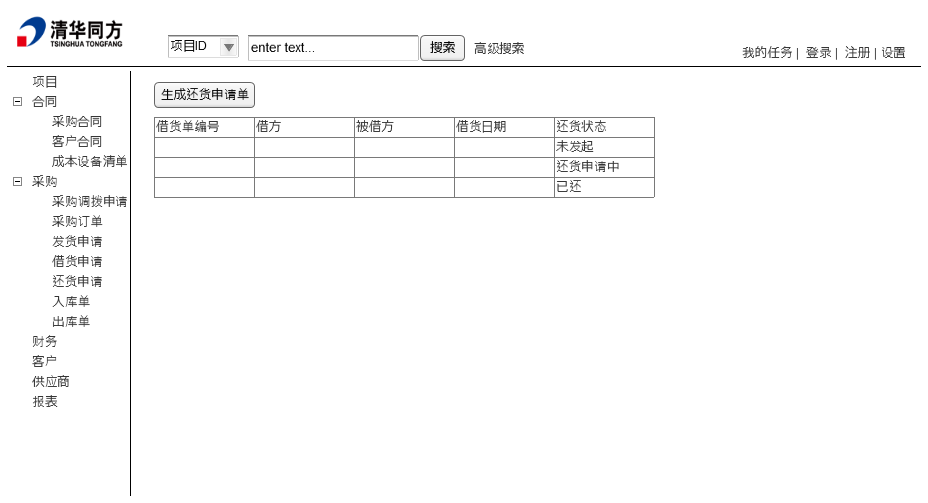 清华同方
TSINGHUA TONGFANG
项目ID
enter text...
搜索
高级搜索
我的任务 | 登录 | 注册 | 设置
项目
合同
采购合同
客户合同
成本设备清单
采购
采购调拨申请
采购订单
发货申请
借货申请
还货申请
入库单
出库单
财务
客户
供应商
报表
生成还货申请单
借货单编号 借方 被借方 借货日期 还货状态
未发起
还货申请中
已还